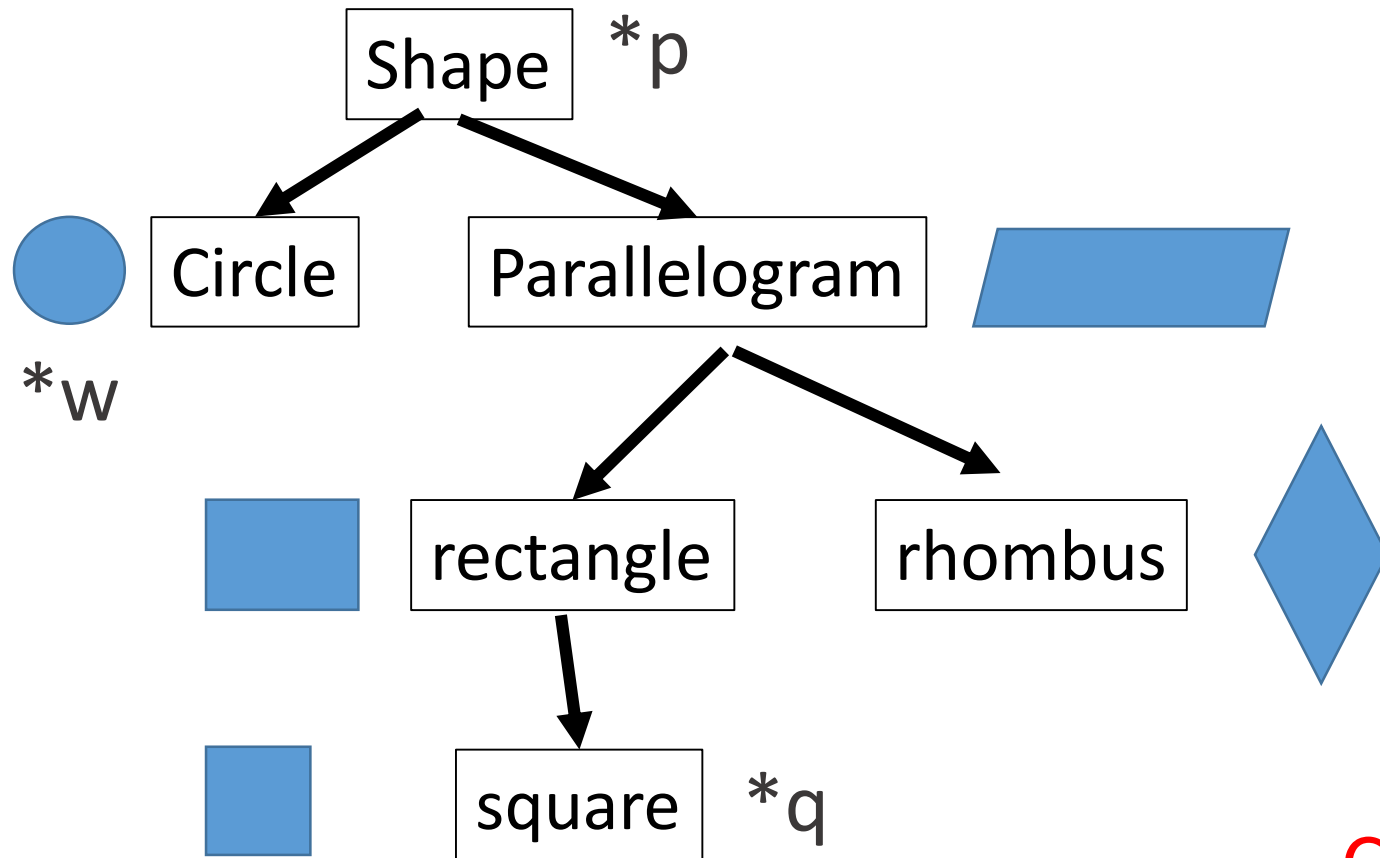 Shape *p
Circle
Parallelogram
*w
rectangle
rhombus
square *q